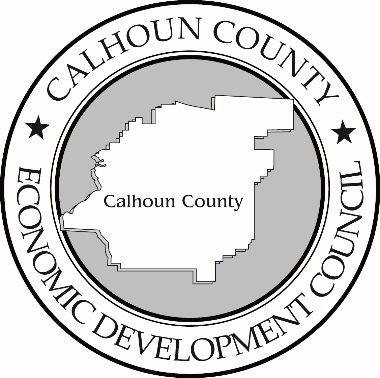 CALHOUN COUNTY
Calhoun County
ECONOMIC DEVELOPMENT COUNCIL